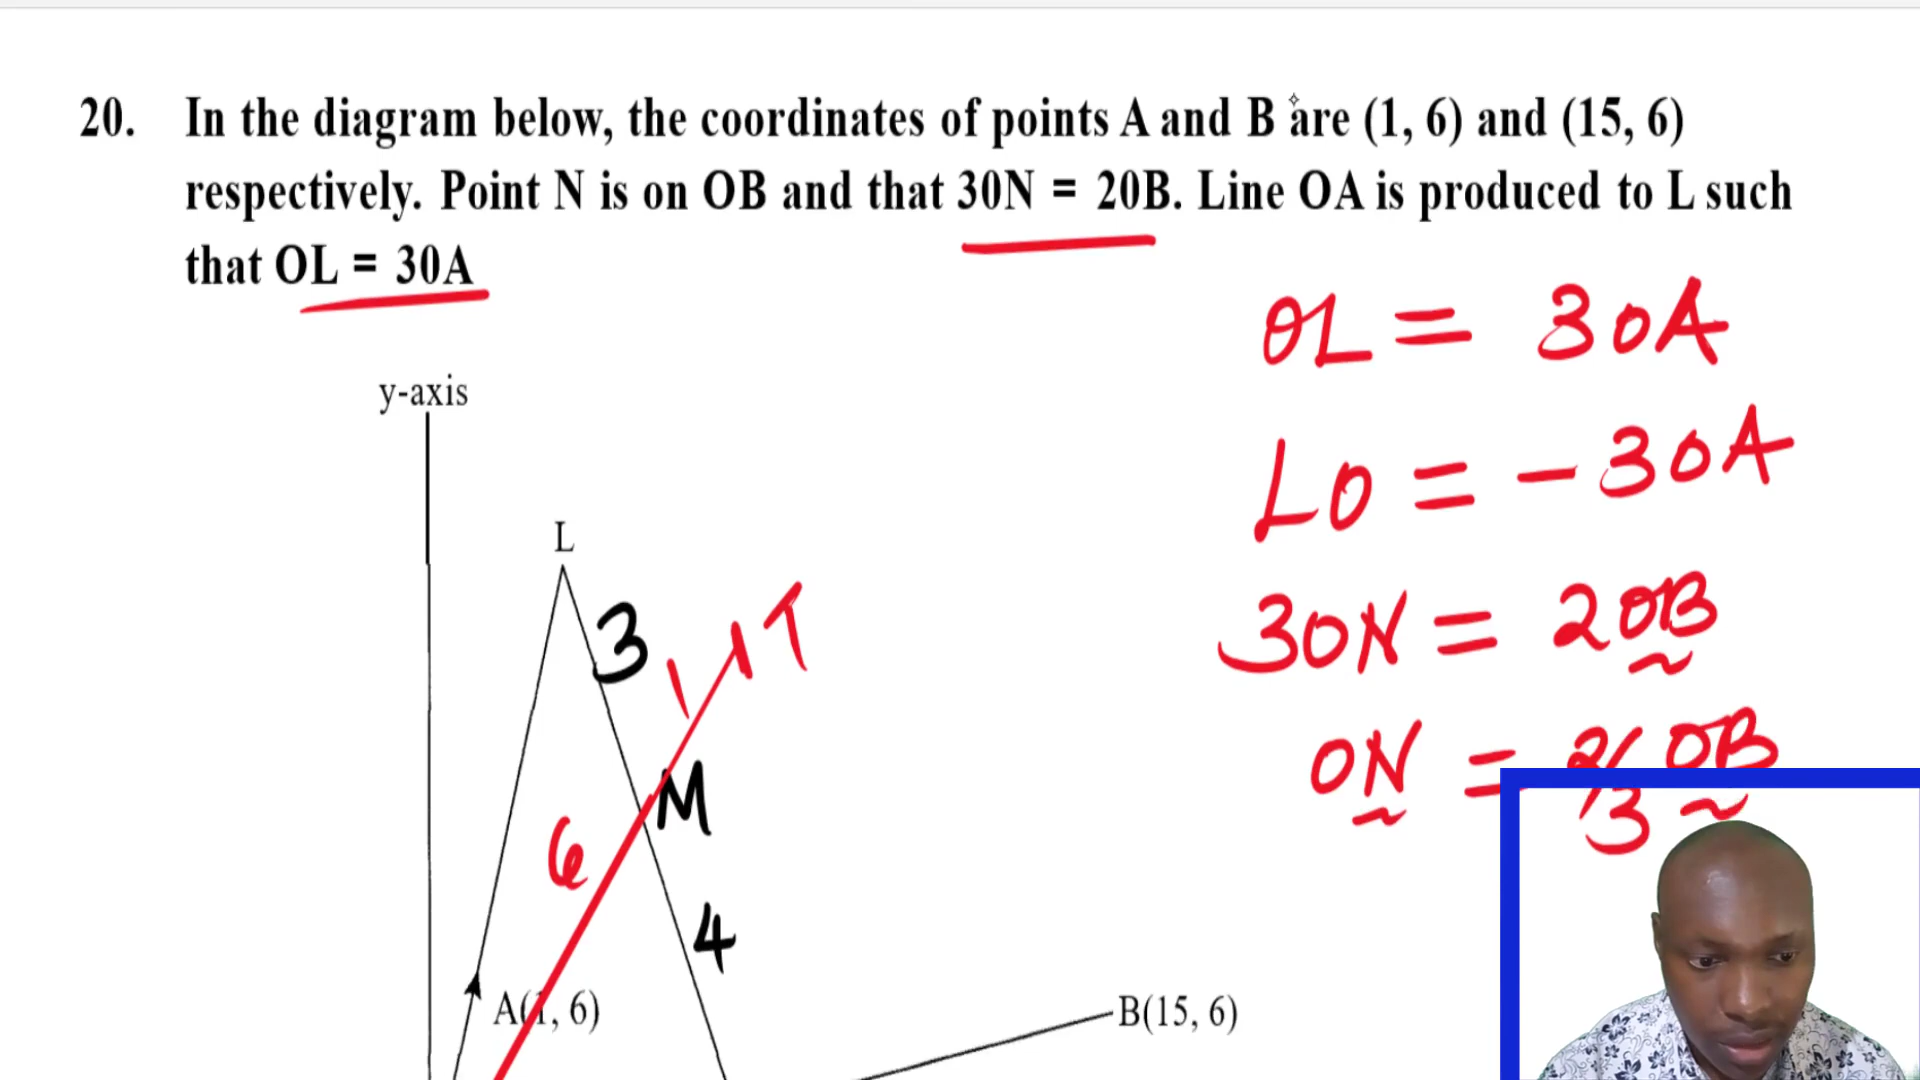 20. In the diagram below, the coordinates of points A and B are (1, 6) and (15, 6)
respectively. Point N is on OB and that 3ON = 2OB. Line OA is produced to L such
that OL = 3OA
OL = 3OA
y-axis
LO = -3OA
L
3
1
T
3ON = 2OB
M
ON = 2/3 OB
6
4
A(1, 6)
B(15, 6)